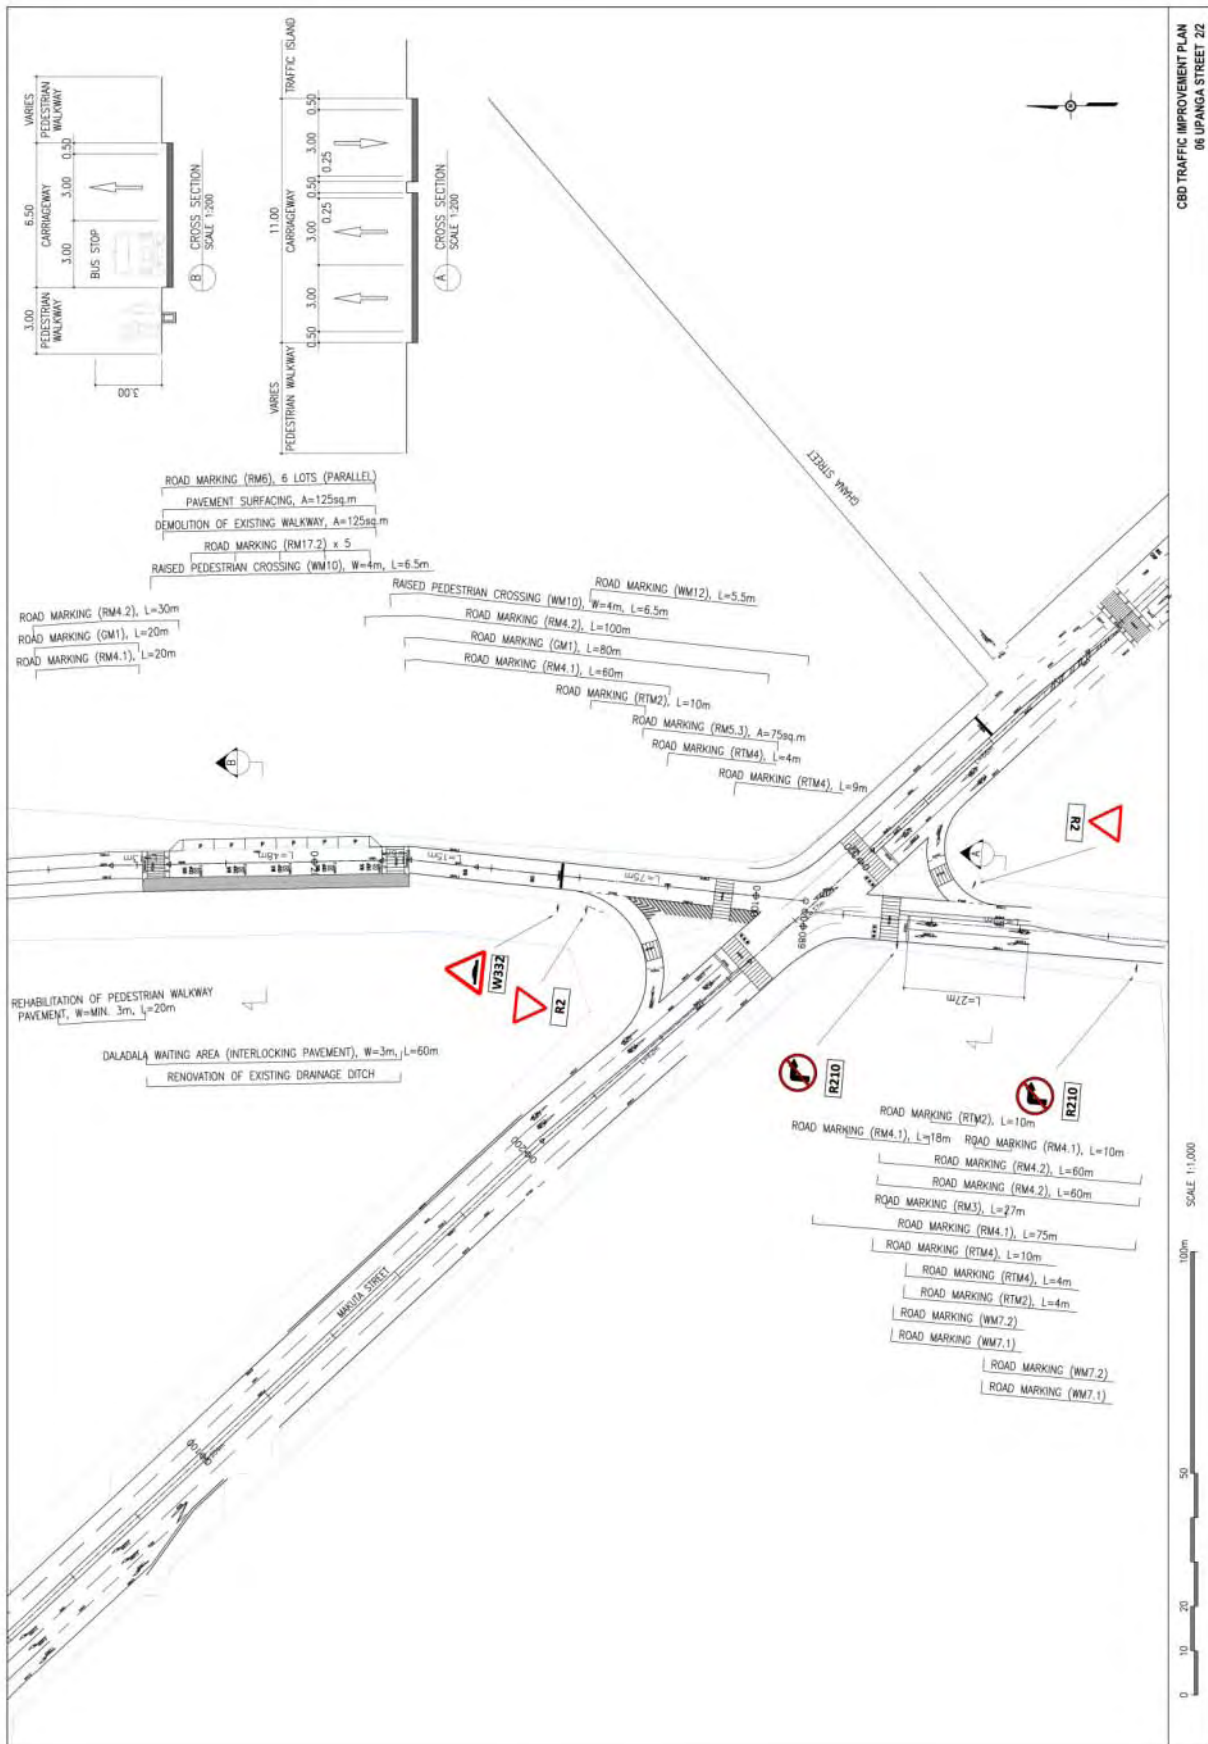 CBD TRAFFIC IMPROVEMENT PLAN
06 UPANGA STREET 2/2
VARIES
PEDESTRIAN
WALKWAY
6.50
CARRIAGEWAY
3.00
PEDESTRIAN
WALKWAY
0.50
3.00
3.00
BUS STOP
3.00
B
CROSS SECTION
SCALE 1:200
TRAFFIC ISLAND
11.00
CARRIAGEWAY
VARIES
PEDESTRIAN WALKWAY
0.50
3.00
0.25
0.50
0.25
3.00
3.00
0.50
A
CROSS SECTION
SCALE 1:200
ROAD MARKING (RM6), 6 LOTS (PARALLEL)
PAVEMENT SURFACING, A=125sq.m
DEMOLITION OF EXISTING WALKWAY, A=125sq.m
ROAD MARKING (RM17.2) x 5
RAISED PEDESTRIAN CROSSING (WM10), W=4m, L=6.5m
ROAD MARKING (RM4.2), L=30m
ROAD MARKING (GM1), L=20m
ROAD MARKING (RM4.1), L=20m
ROAD MARKING (WM12), L=5.5m
RAISED PEDESTRIAN CROSSING (WM10), W=4m, L=6.5m
ROAD MARKING (RM4.2), L=100m
ROAD MARKING (GM1), L=80m
ROAD MARKING (RM4.1), L=60m
ROAD MARKING (RTM2), L=10m
ROAD MARKING (RM5.3), A=75sq.m
ROAD MARKING (RTM4), L=4m
ROAD MARKING (RTM4), L=9m
GHANA STREET
B
A
R2
L=48m
L=15m
L=75m
L=27m
W332
R2
R210
R210
REHABILITATION OF PEDESTRIAN WALKWAY
PAVEMENT, W=MIN. 3m, L=20m
DALADALA WAITING AREA (INTERLOCKING PAVEMENT), W=3m, L=60m
RENOVATION OF EXISTING DRAINAGE DITCH
MAKUTA STREET
ROAD MARKING (RTM2), L=10m
ROAD MARKING (RM4.1), L=18m
ROAD MARKING (RM4.1), L=10m
ROAD MARKING (RM4.2), L=60m
ROAD MARKING (RM4.2), L=60m
ROAD MARKING (RM3), L=27m
ROAD MARKING (RM4.1), L=75m
ROAD MARKING (RTM4), L=10m
ROAD MARKING (RTM4), L=4m
ROAD MARKING (RTM2), L=4m
ROAD MARKING (WM7.2)
ROAD MARKING (WM7.1)
ROAD MARKING (WM7.2)
ROAD MARKING (WM7.1)
0 10 20 50 100m
SCALE 1:1,000